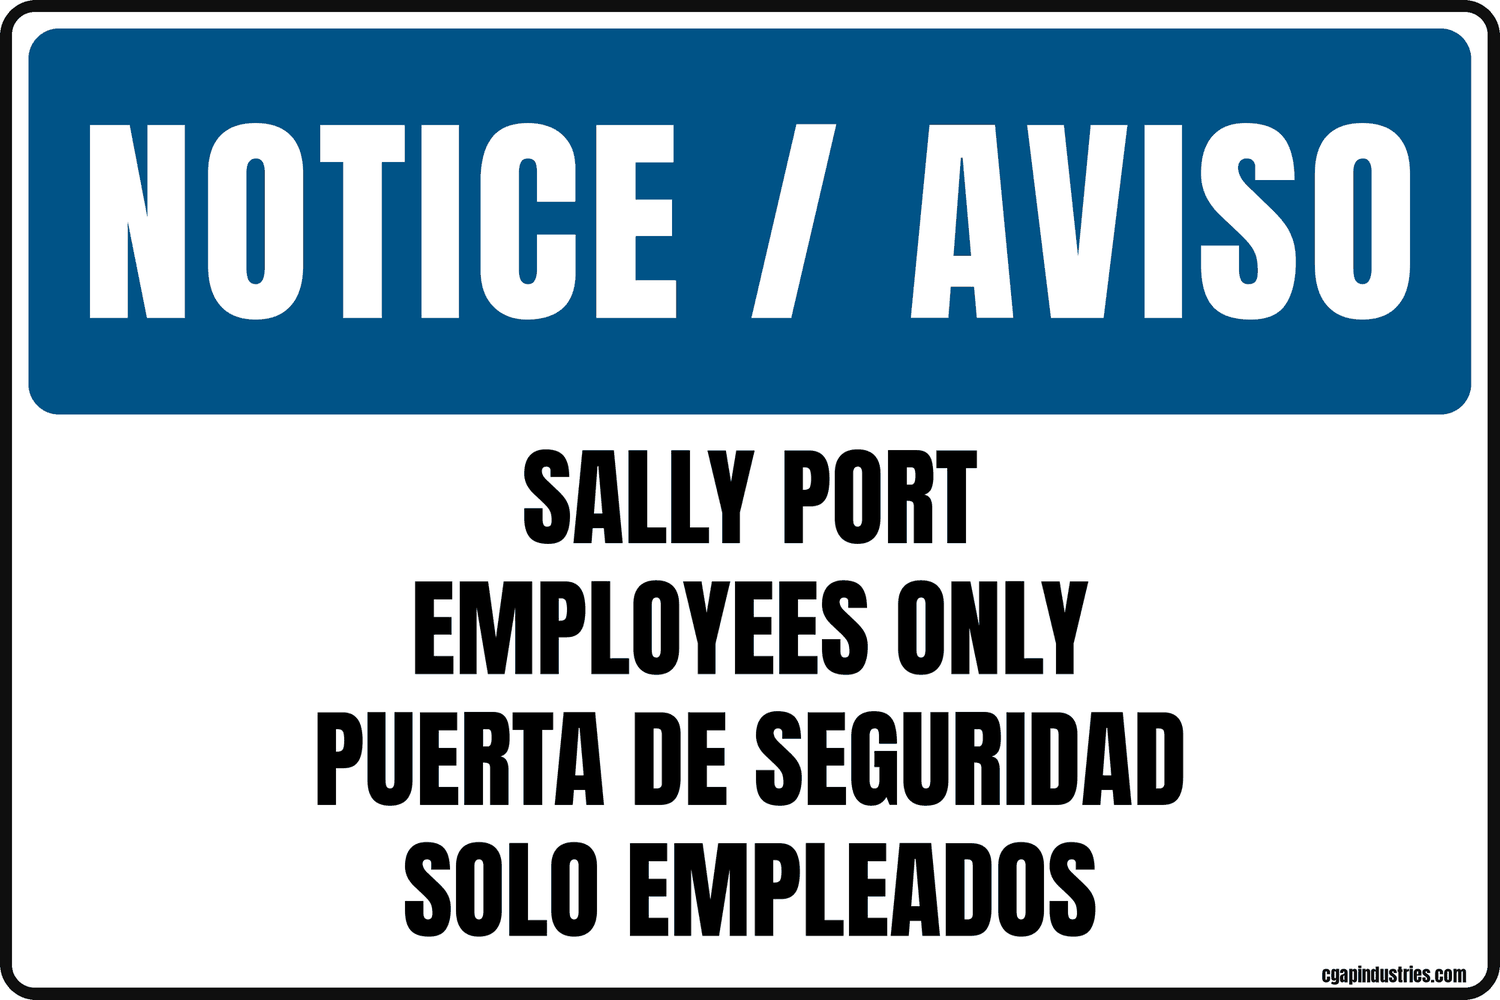 NOTICE / AVISO
SALLY PORT
EMPLOYEES ONLY
PUERTA DE SEGURIDAD
SOLO EMPLEADOS
cgapindustries.com